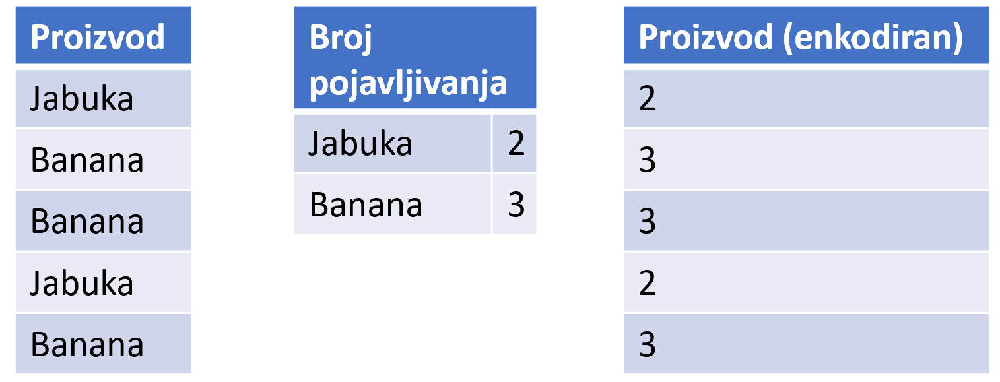 Proizvod
Jabuka
Banana
Banana
Jabuka
Banana
Broj
pojavljivanja
Jabuka 2
Banana 3
Proizvod (enkodiran)
2
3
3
2
3